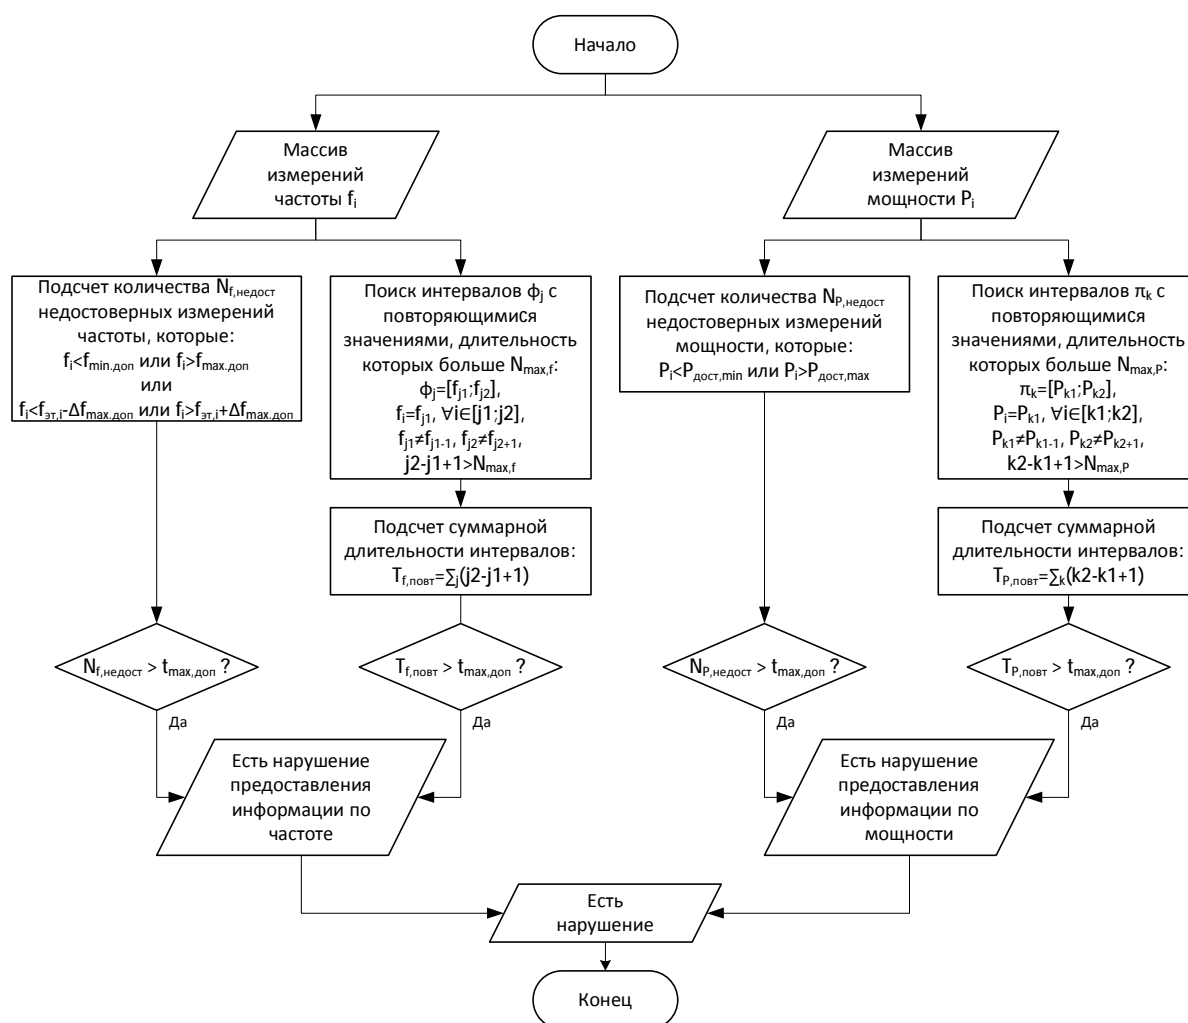 Начало
Массив
измерений
частоты fi
Массив
измерений
мощности Pi
Подсчет количества Nf,недост
недостоверных измерений
частоты, которые:
fi<fmin.доп или fi>fmax.доп
или
fi<fэт,i-Δfmax.доп или fi>fэт,i+Δfmax.доп
Поиск интервалов ϕj с
повторяющимися
значениями, длительность
которых больше Nmax,f:
ϕj=[fj1;fj2],
fi=fj1, ∀i∈[j1;j2],
fj1≠fj1-1, fj2≠fj2+1,
j2-j1+1>Nmax,f
Подсчет количества NP,недост
недостоверных измерений
мощности, которые:
Pi<Pдост,min или Pi>Pдост,max
Поиск интервалов πk с
повторяющимися
значениями, длительность
которых больше Nmax,P:
πk=[Pk1;Pk2],
Pi=Pk1, ∀i∈[k1;k2],
Pk1≠Pk1-1, Pk2≠Pk2+1,
k2-k1+1>Nmax,P
Подсчет суммарной
длительности интервалов:
Tf,повт=∑j(j2-j1+1)
Подсчет суммарной
длительности интервалов:
TP,повт=∑k(k2-k1+1)
Nf,недост > tmax,доп ?
Tf,повт > tmax,доп ?
NP,недост > tmax,доп ?
TP,повт > tmax,доп ?
Да
Да
Да
Да
Есть нарушение
предоставления
информации по
частоте
Есть нарушение
предоставления
информации по
мощности
Есть
нарушение
Конец